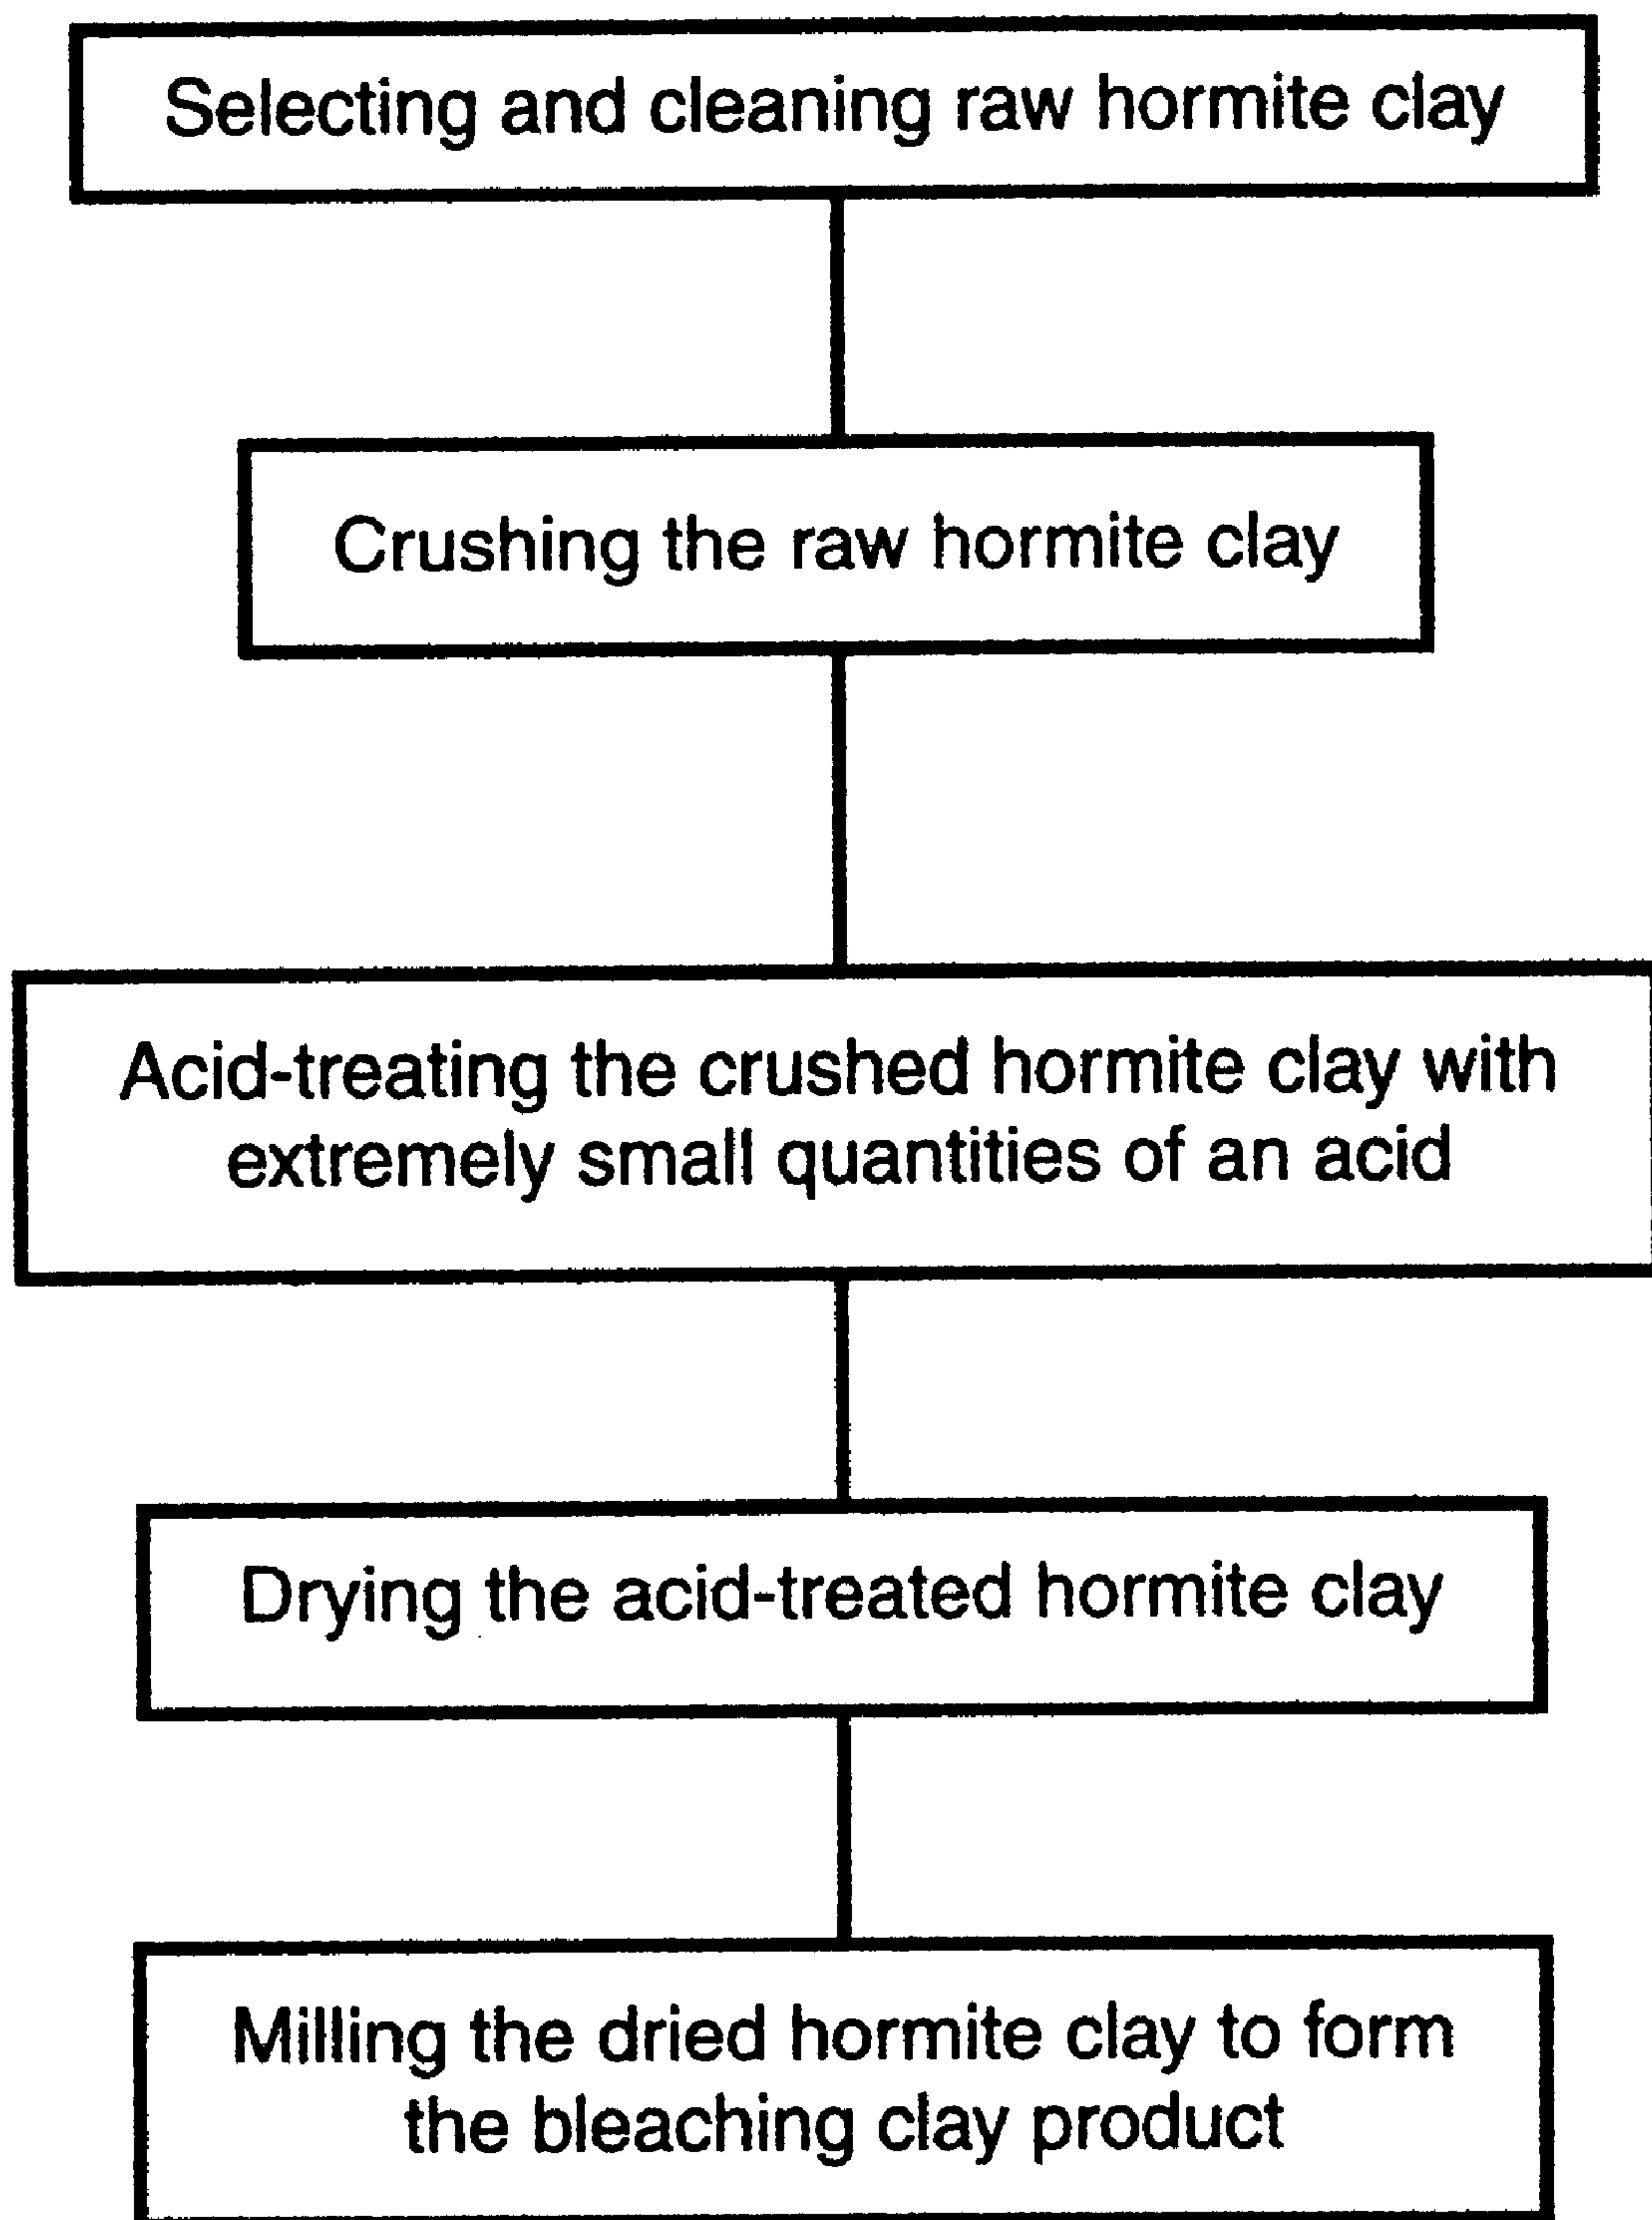 Selecting and cleaning raw hormite clay
Crushing the raw hormite clay
Acid-treating the crushed hormite clay with
extremely small quantities of an acid
Drying the acid-treated hormite clay
Milling the dried hormite clay to form
the bleaching clay product